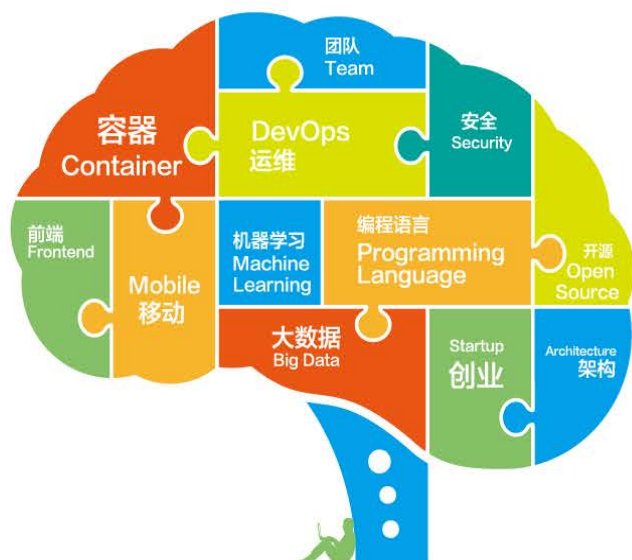 团队
Team
容器
Container
DevOps
运维
安全
Security
前端
Frontend
Mobile
移动
机器学习
Machine
Learning
编程语言
Programming
Language
开源
Open
Source
大数据
Big Data
Startup
创业
Architecture
架构